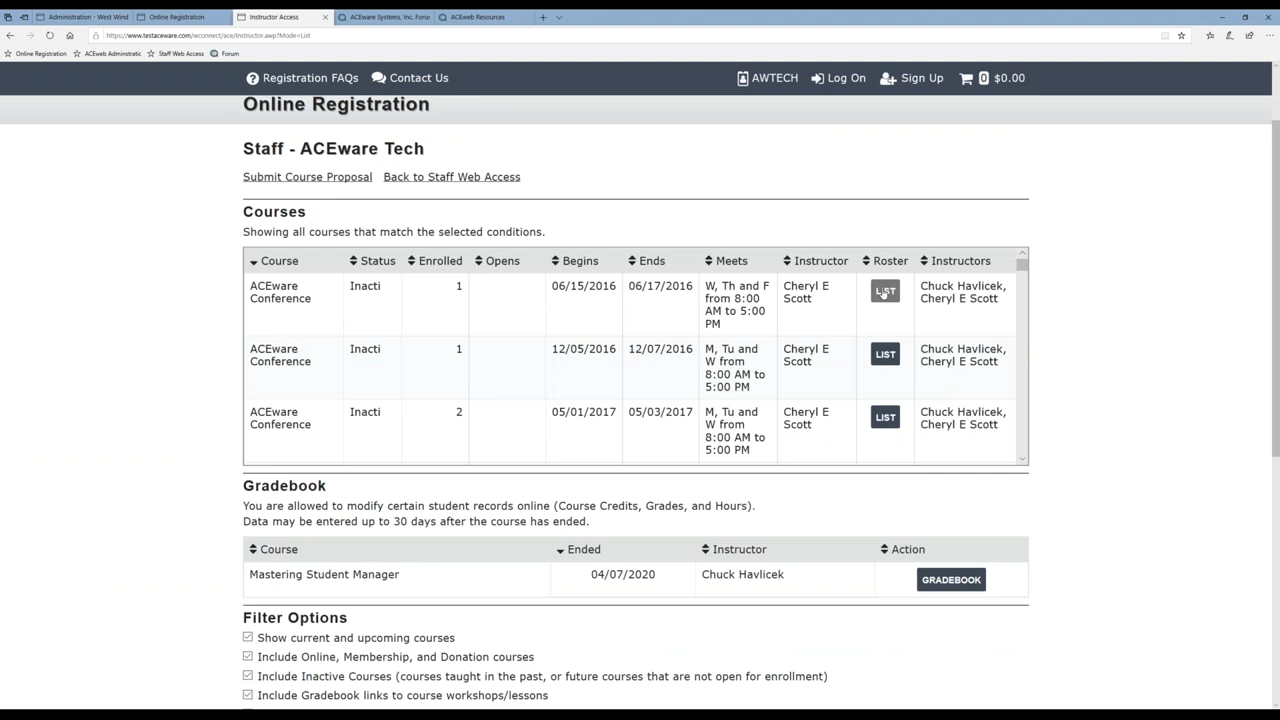 Administration - West Wind
Online Registration
Instructor Access
ACEware Systems, Inc. Foru
ACEweb Resources
https://www.testaceware.com/wconnect/ace/Instructor.awp?Mode=List
Online Registration
ACEweb Administratic
Staff Web Access
Forum
Registration FAQs
Contact Us
AWTECH
Log On
Sign Up
0
$0.00
Online Registration
Staff - ACEware Tech
Submit Course Proposal
Back to Staff Web Access
Courses
Showing all courses that match the selected conditions.
Course Status Enrolled Opens Begins Ends Meets Instructor Roster Instructors
ACEware Inacti 1 06/15/2016 06/17/2016 W, Th and F Cheryl E LIST Chuck Havlicek,
Conference from 8:00 Scott Cheryl E Scott
AM to 5:00
PM
ACEware Inacti 1 12/05/2016 12/07/2016 M, Tu and Cheryl E LIST Chuck Havlicek,
Conference W from Scott Cheryl E Scott
8:00 AM to
5:00 PM
ACEware Inacti 2 05/01/2017 05/03/2017 M, Tu and Cheryl E LIST Chuck Havlicek,
Conference W from Scott Cheryl E Scott
8:00 AM to
5:00 PM
Gradebook
You are allowed to modify certain student records online (Course Credits, Grades, and Hours).
Data may be entered up to 30 days after the course has ended.
Course Ended Instructor Action
Mastering Student Manager 04/07/2020 Chuck Havlicek GRADEBOOK
Filter Options
Show current and upcoming courses
Include Online, Membership, and Donation courses
Include Inactive Courses (courses taught in the past, or future courses that are not open for enrollment)
Include Gradebook links to course workshops/lessons